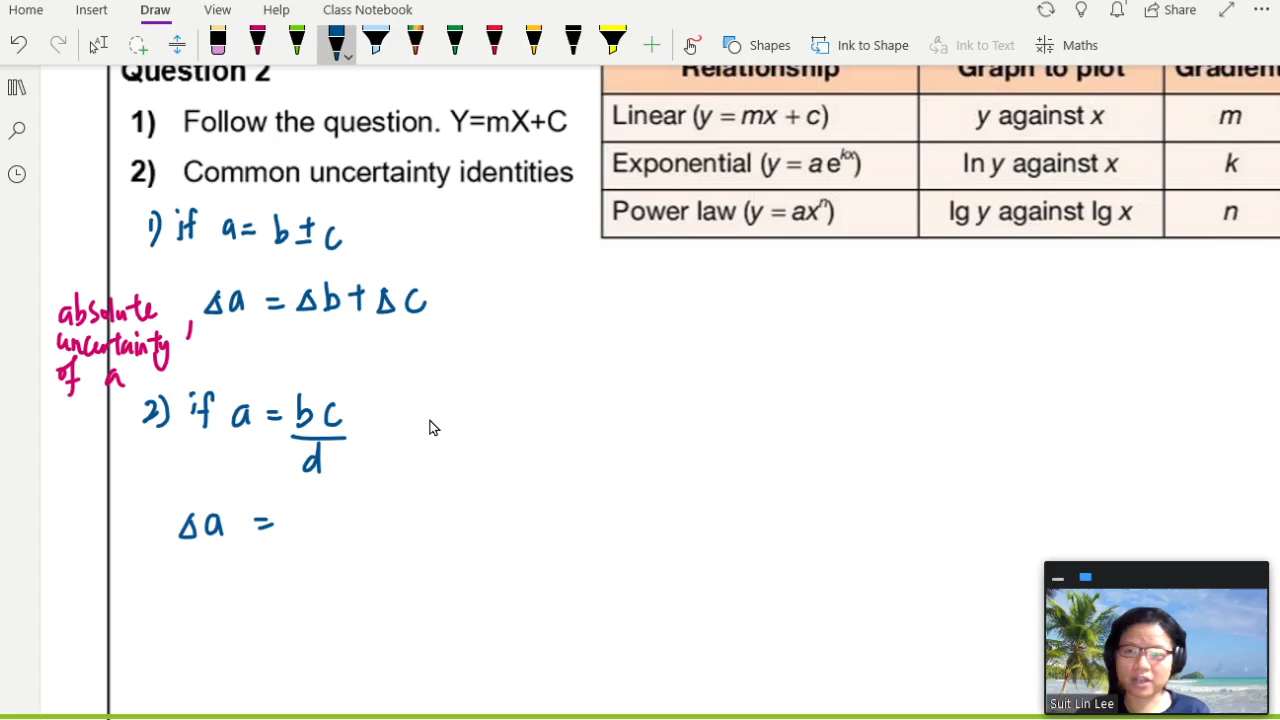 Home Insert Draw View Help Class Notebook Share
Shapes Ink to Shape Ink to Text Maths
Question 2
1) Follow the question. Y=mX+C
2) Common uncertainty identities
1) if a = b ± c
Δa = Δb + Δc
absolute
uncertainty
of a
2) if a = bc
d
Δa =
Relationship Graph to plot Gradien
Linear (y = mx + c) y against x m
Exponential (y = a e^kx) ln y against x k
Power law (y = ax^n) lg y against lg x n
Suit Lin Lee